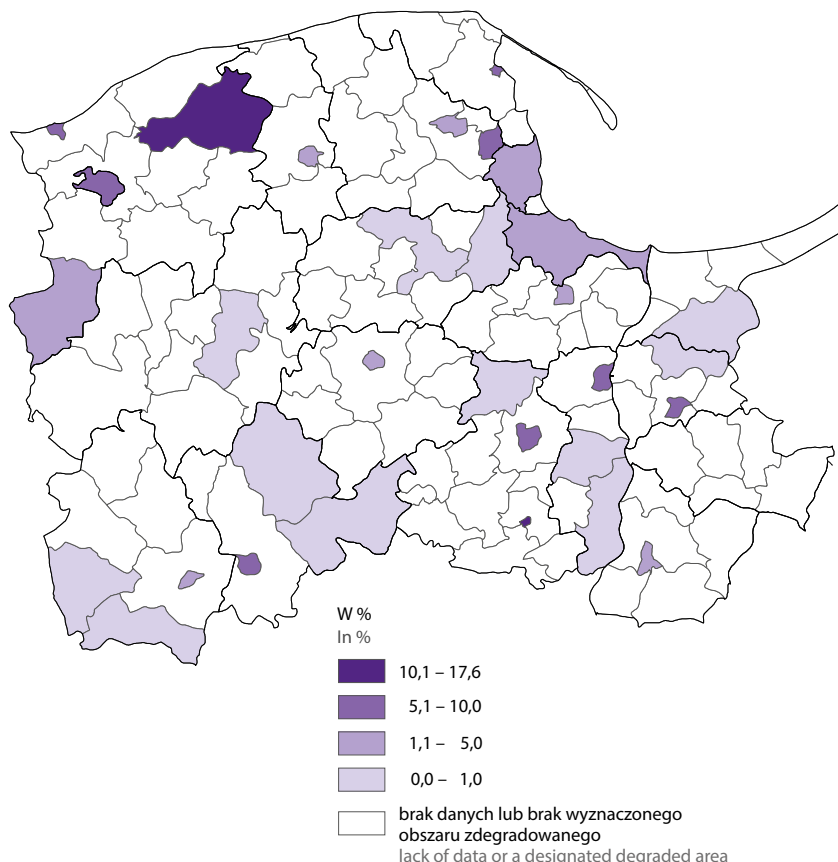 W %
In %
10,1 – 17,6
5,1 – 10,0
1,1 – 5,0
0,0 – 1,0
brak danych lub brak wyznaczonego
obszaru zdegradowanego
lack of data or a designated degraded area